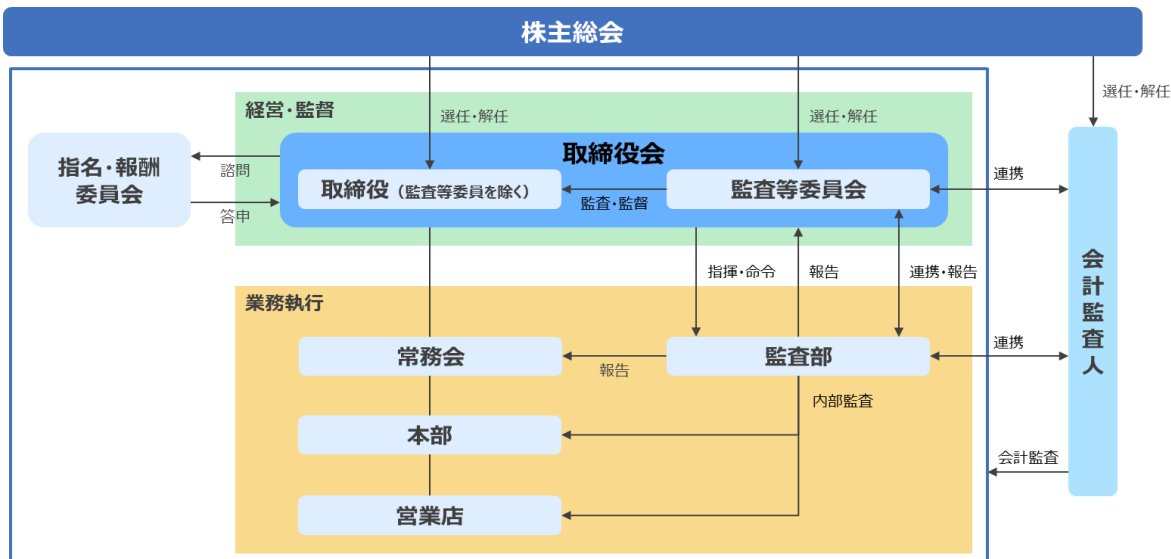 株主総会
選任・解任
選任・解任
選任・解任
経営・監督
取締役会
指名・報酬
委員会
諮問
答申
取締役（監査等委員を除く）
監査・監督
監査等委員会
連携
指揮・命令
報告
連携・報告
会計監査人
業務執行
常務会
報告
監査部
連携
内部監査
本部
会計監査
営業店